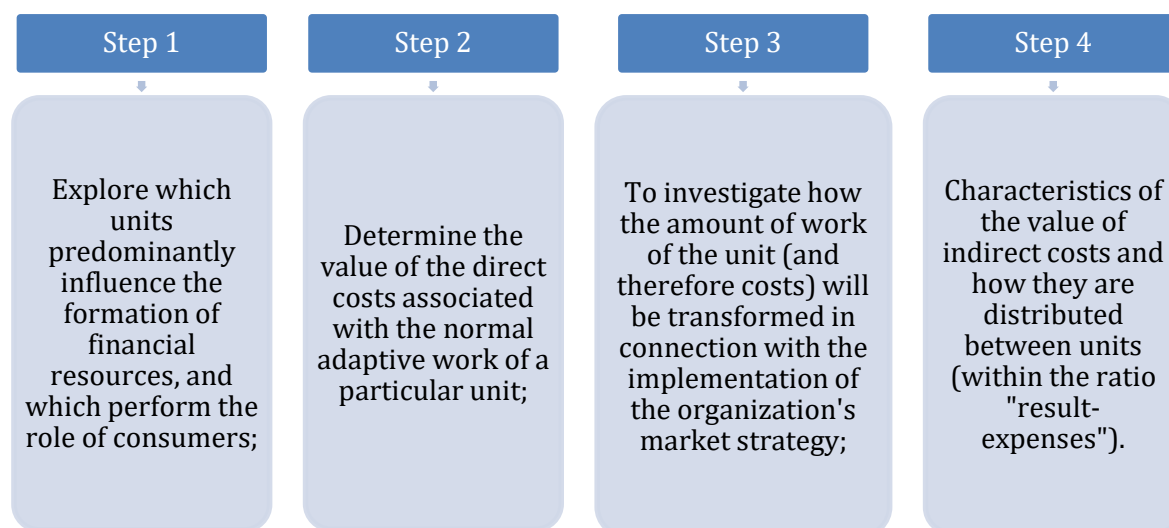 Step 1
Explore which
units
predominantly
influence the
formation of
financial
resources, and
which perform the
role of consumers;
Step 2
Determine the
value of the direct
costs associated
with the normal
adaptive work of a
particular unit;
Step 3
To investigate how
the amount of work
of the unit (and
therefore costs) will
be transformed in
connection with the
implementation of
the organization's
market strategy;
Step 4
Characteristics of
the value of
indirect costs and
how they are
distributed
between units
(within the ratio
"result-
expenses").